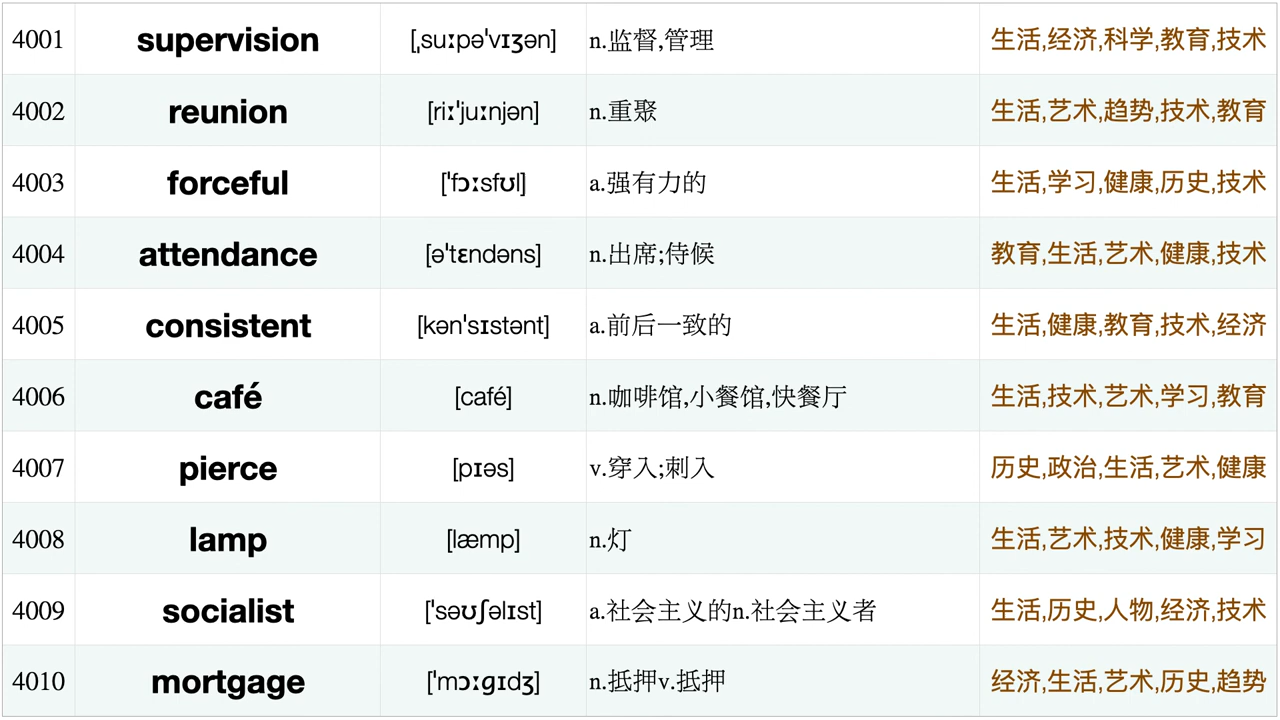 4001 supervision [ˌsuːpəˈvɪʒən] n.监督,管理 生活,经济,科学,教育,技术
4002 reunion [riːˈjuːnjən] n.重聚 生活,艺术,趋势,技术,教育
4003 forceful [ˈfɔːsfʊl] a.强有力的 生活,学习,健康,历史,技术
4004 attendance [əˈtɛndəns] n.出席;侍候 教育,生活,艺术,健康,技术
4005 consistent [kənˈsɪstənt] a.前后一致的 生活,健康,教育,技术,经济
4006 café [café] n.咖啡馆,小餐馆,快餐厅 生活,技术,艺术,学习,教育
4007 pierce [pɪəs] v.穿入;刺入 历史,政治,生活,艺术,健康
4008 lamp [læmp] n.灯 生活,艺术,技术,健康,学习
4009 socialist [ˈsəʊʃəlɪst] a.社会主义的n.社会主义者 生活,历史,人物,经济,技术
4010 mortgage [ˈmɔːgɪdʒ] n.抵押v.抵押 经济,生活,艺术,历史,趋势